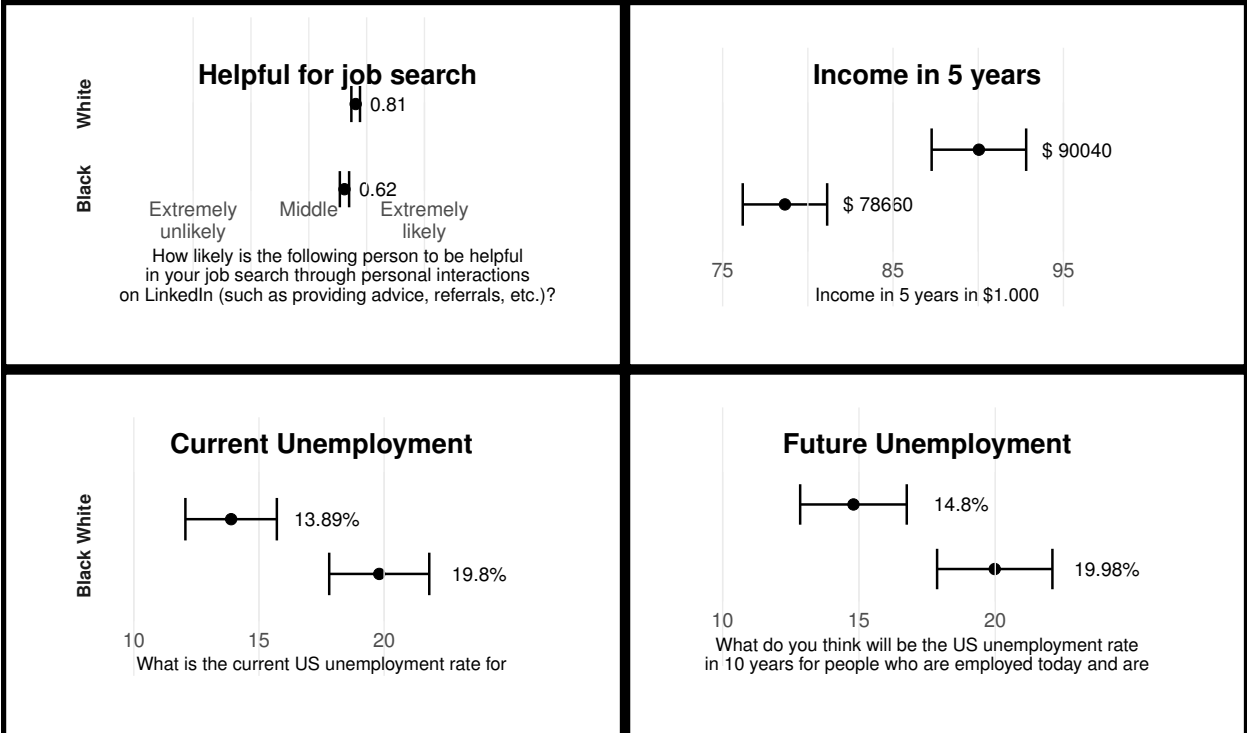 Helpful for job search
White
0.81
Black
0.62
Extremely unlikely
Middle
Extremely likely
How likely is the following person to be helpful
in your job search through personal interactions
on LinkedIn (such as providing advice, referrals, etc.)?
Income in 5 years
$ 90040
$ 78660
75 85 95
Income in 5 years in $1.000
Current Unemployment
White
13.89%
Black
19.8%
10 15 20
What is the current US unemployment rate for
Future Unemployment
14.8%
19.98%
10 15 20
What do you think will be the US unemployment rate
in 10 years for people who are employed today and are